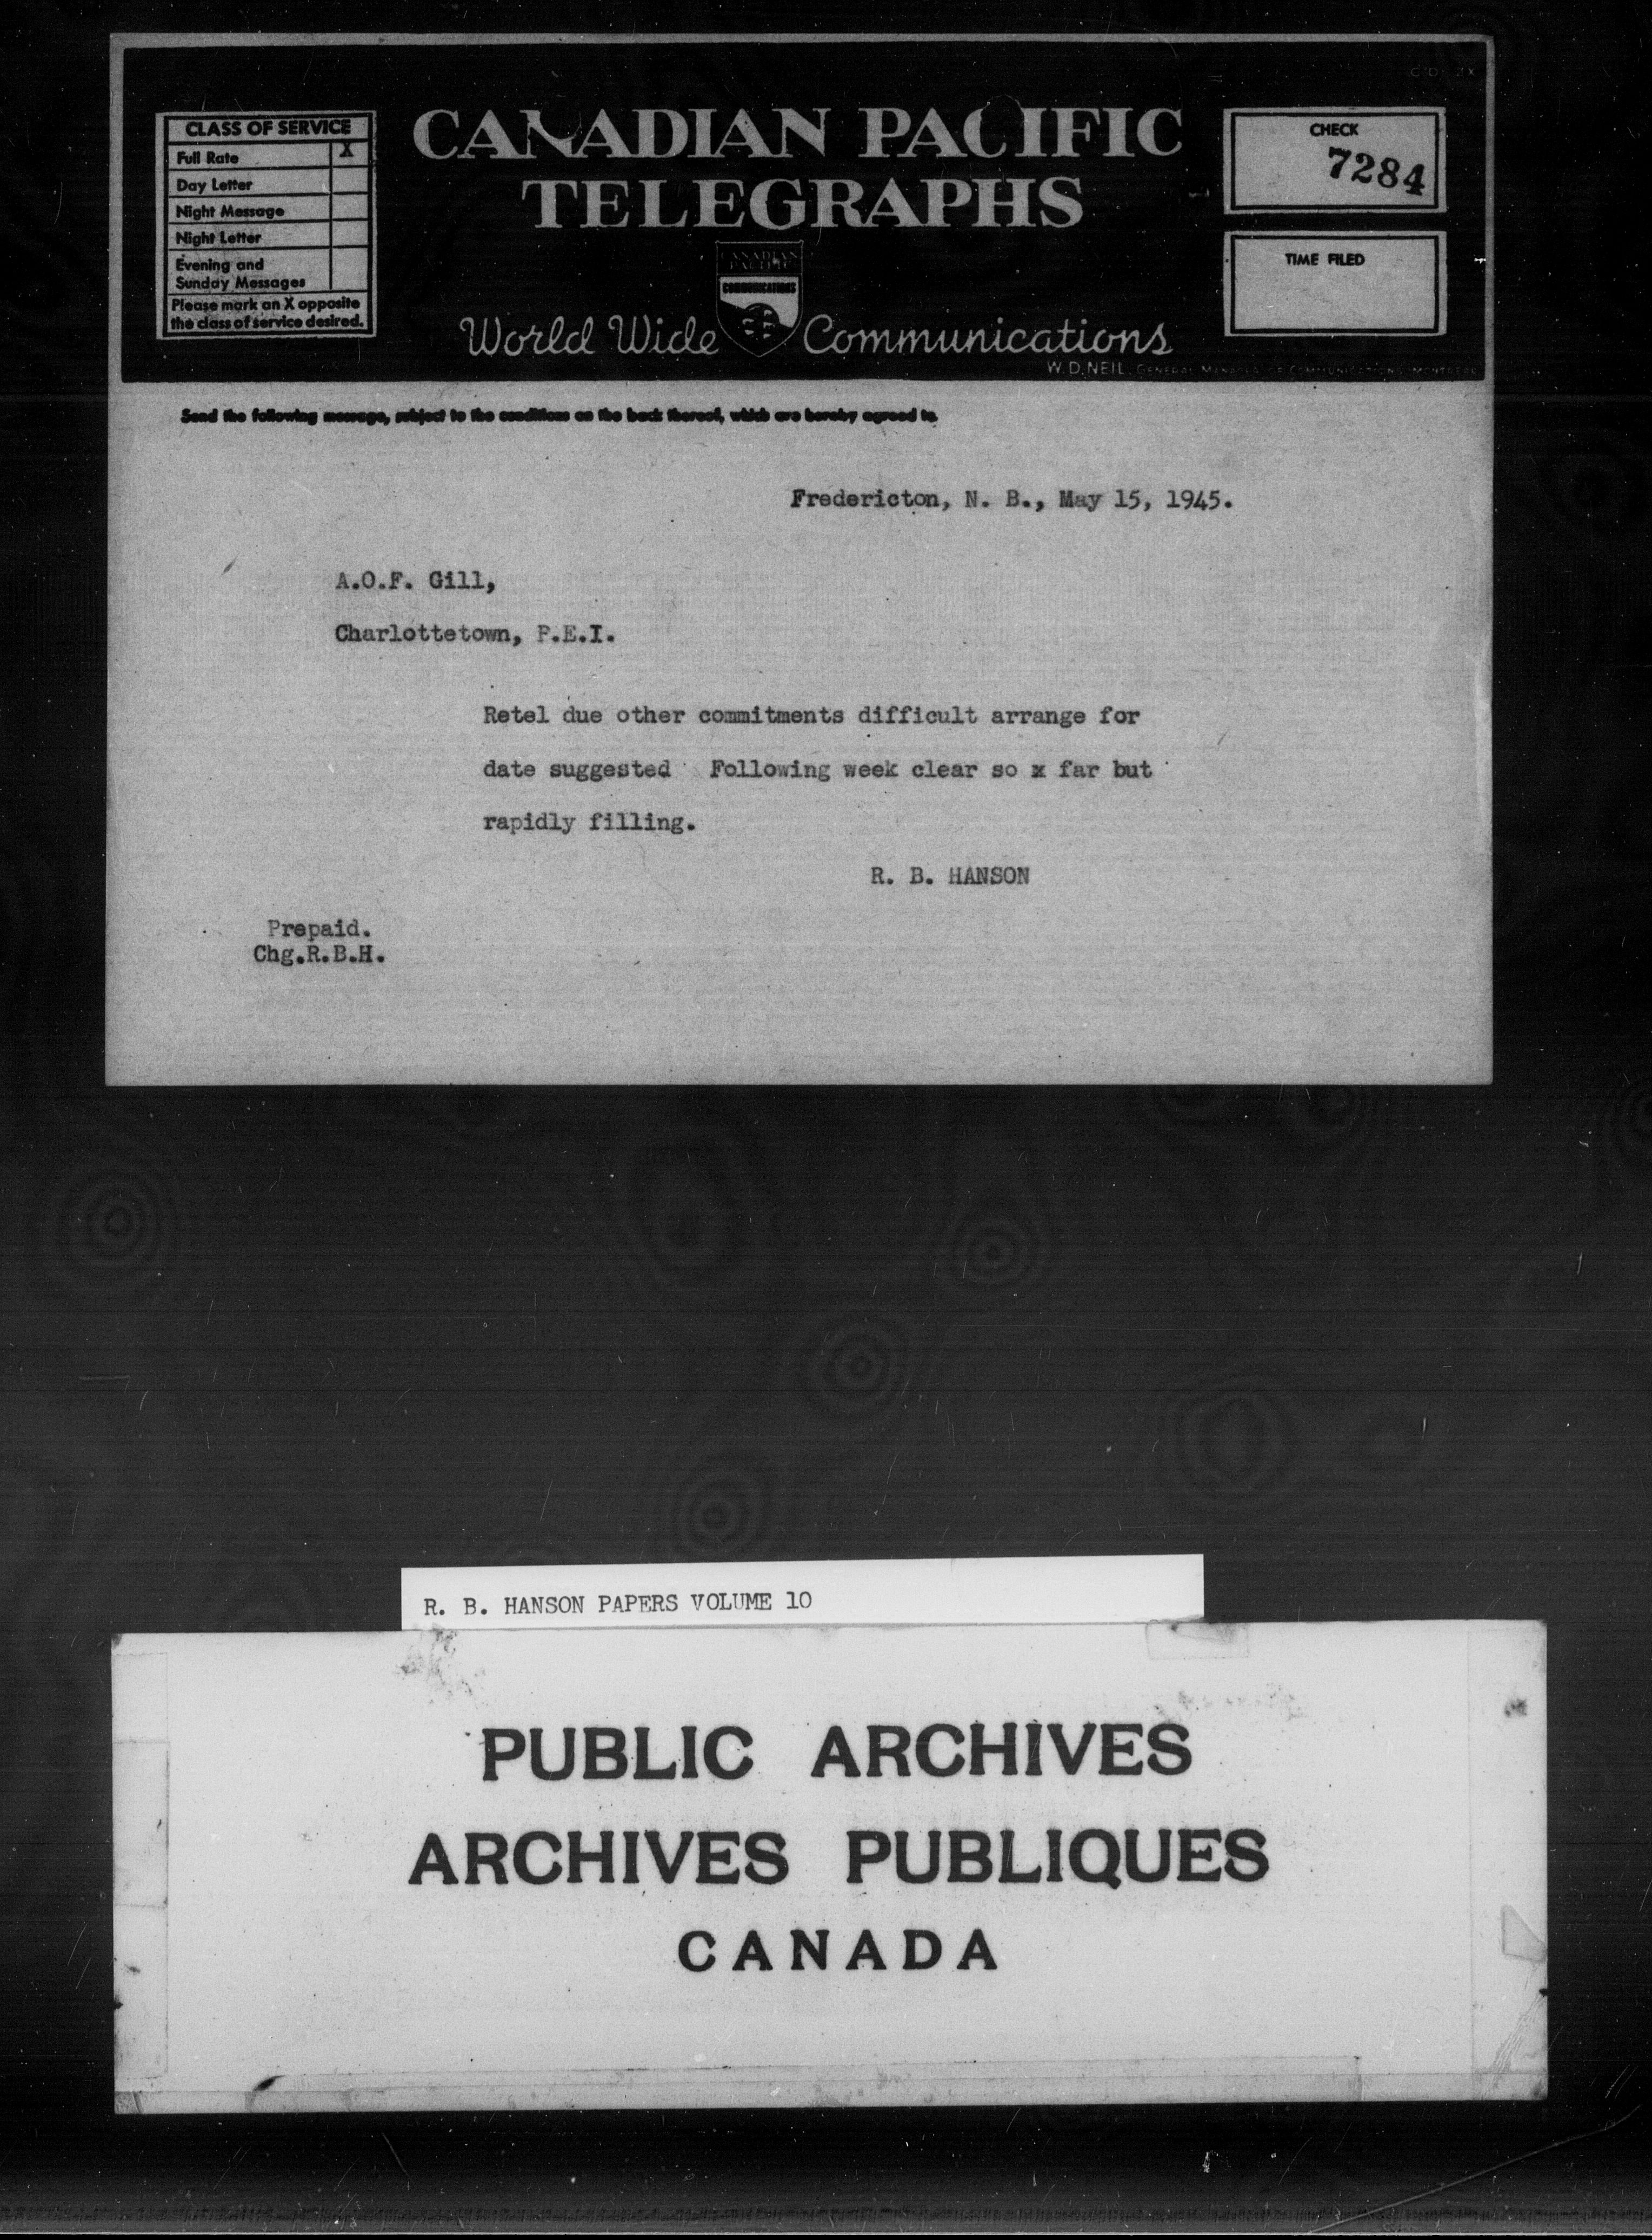 CLASS OF SERVICE
Full Rate X
Day Letter
Night Message
Night Letter
Evening and
Sunday Messages
Please mark an X opposite
the class of service desired.
CANADIAN PACIFIC
TELEGRAPHS
CANADIAN
PACIFIC
COMMUNICATIONS
World Wide Communications
CHECK
7284
TIME FILED
W. D. NEIL, GENERAL MANAGER OF COMMUNICATIONS, MONTREAL
Send the following message, subject to the conditions on the back thereof, which are hereby agreed to.
Fredericton, N. B., May 15, 1945.
A.O.F. Gill,
Charlottetown, P.E.I.
Retel due other commitments difficult arrange for
date suggested Following week clear so x far but
rapidly filling.
R. B. HANSON
Prepaid.
Chg.R.B.H.
R. B. HANSON PAPERS VOLUME 10
PUBLIC ARCHIVES
ARCHIVES PUBLIQUES
CANADA